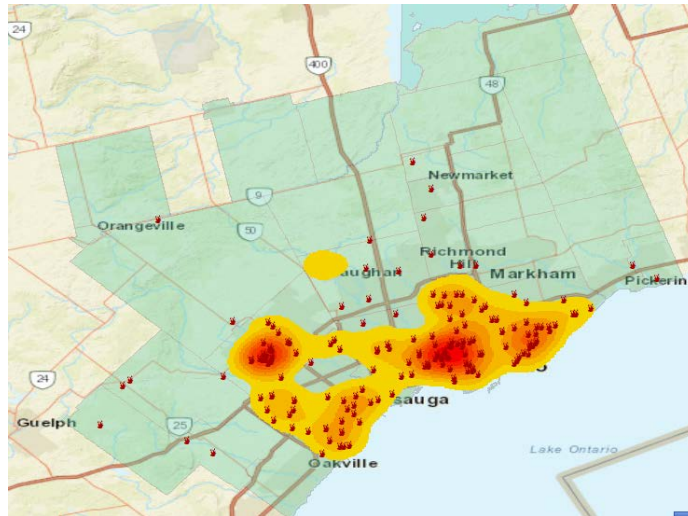 24
400
48
Newmarket
9
Orangeville
50
Richmond
Hill
Markham
aughan
Pickerin
24
sauga
Guelph
25
Lake Ontario
Oakville